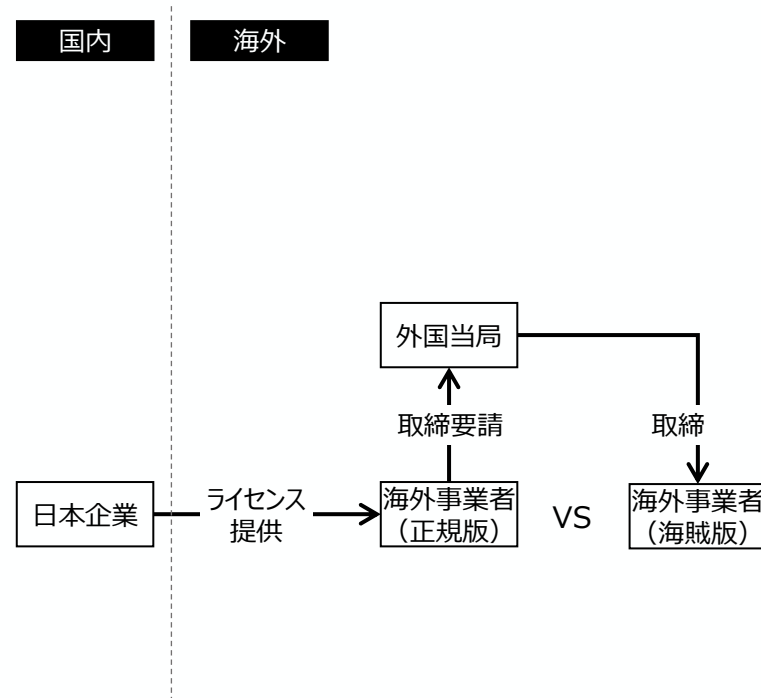 国内
海外
外国当局
取締要請
取締
日本企業
ライセンス
提供
海外事業者
（正規版）
VS
海外事業者
（海賊版）